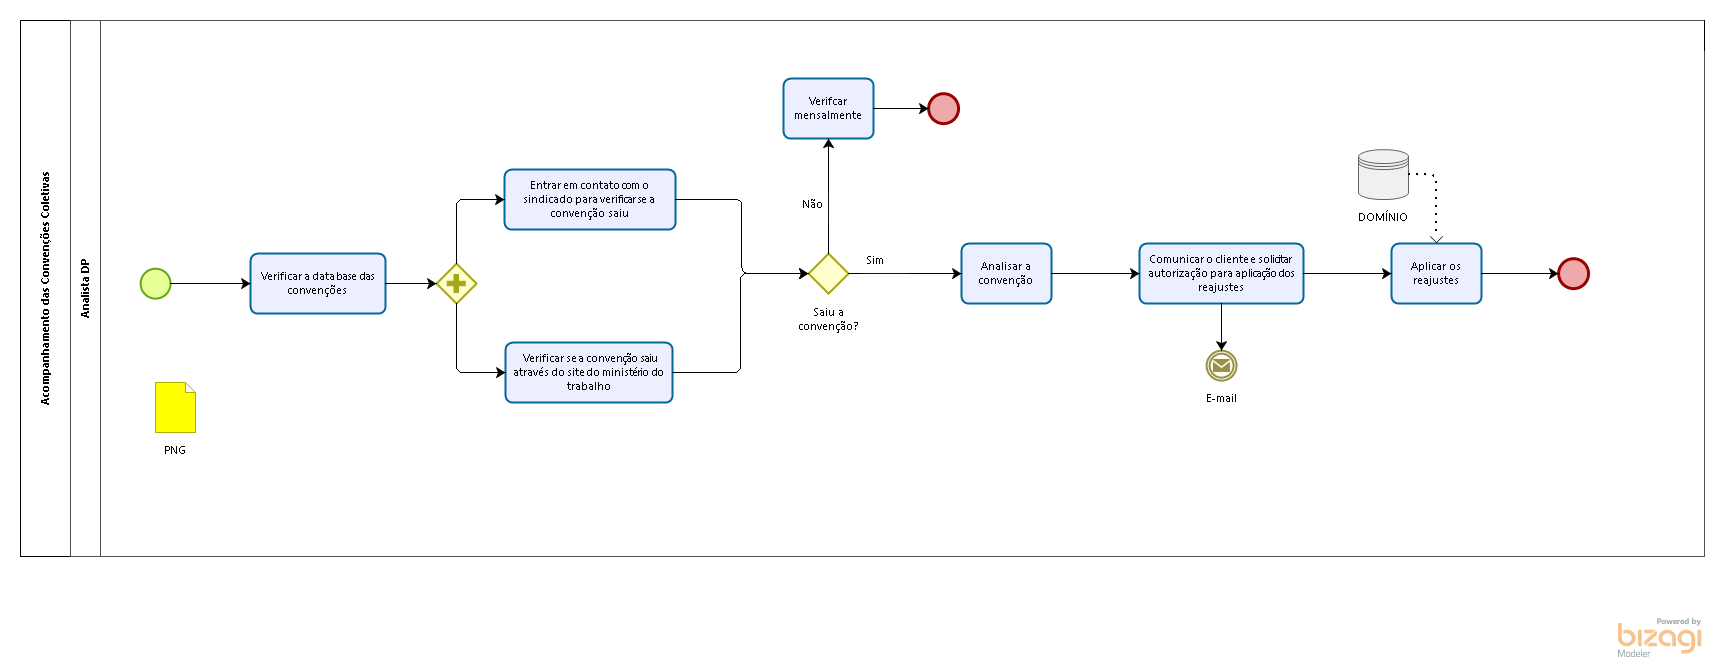 Acompanhamento das Convenções Coletivas
Analista DP
Verificar a data base das
convenções
Entrar em contato com o
sindicado para verificar se a
convenção saiu
Verificar se a convenção saiu
através do site do ministério do
trabalho
Verifcar
mensalmente
Não
Sim
Saiu a
convenção?
Analisar a
convenção
Comunicar o cliente e solicitar
autorização para aplicação dos
reajustes
E-mail
DOMÍNIO
Aplicar os
reajustes
PNG
Powered by
bizagi
Modeler